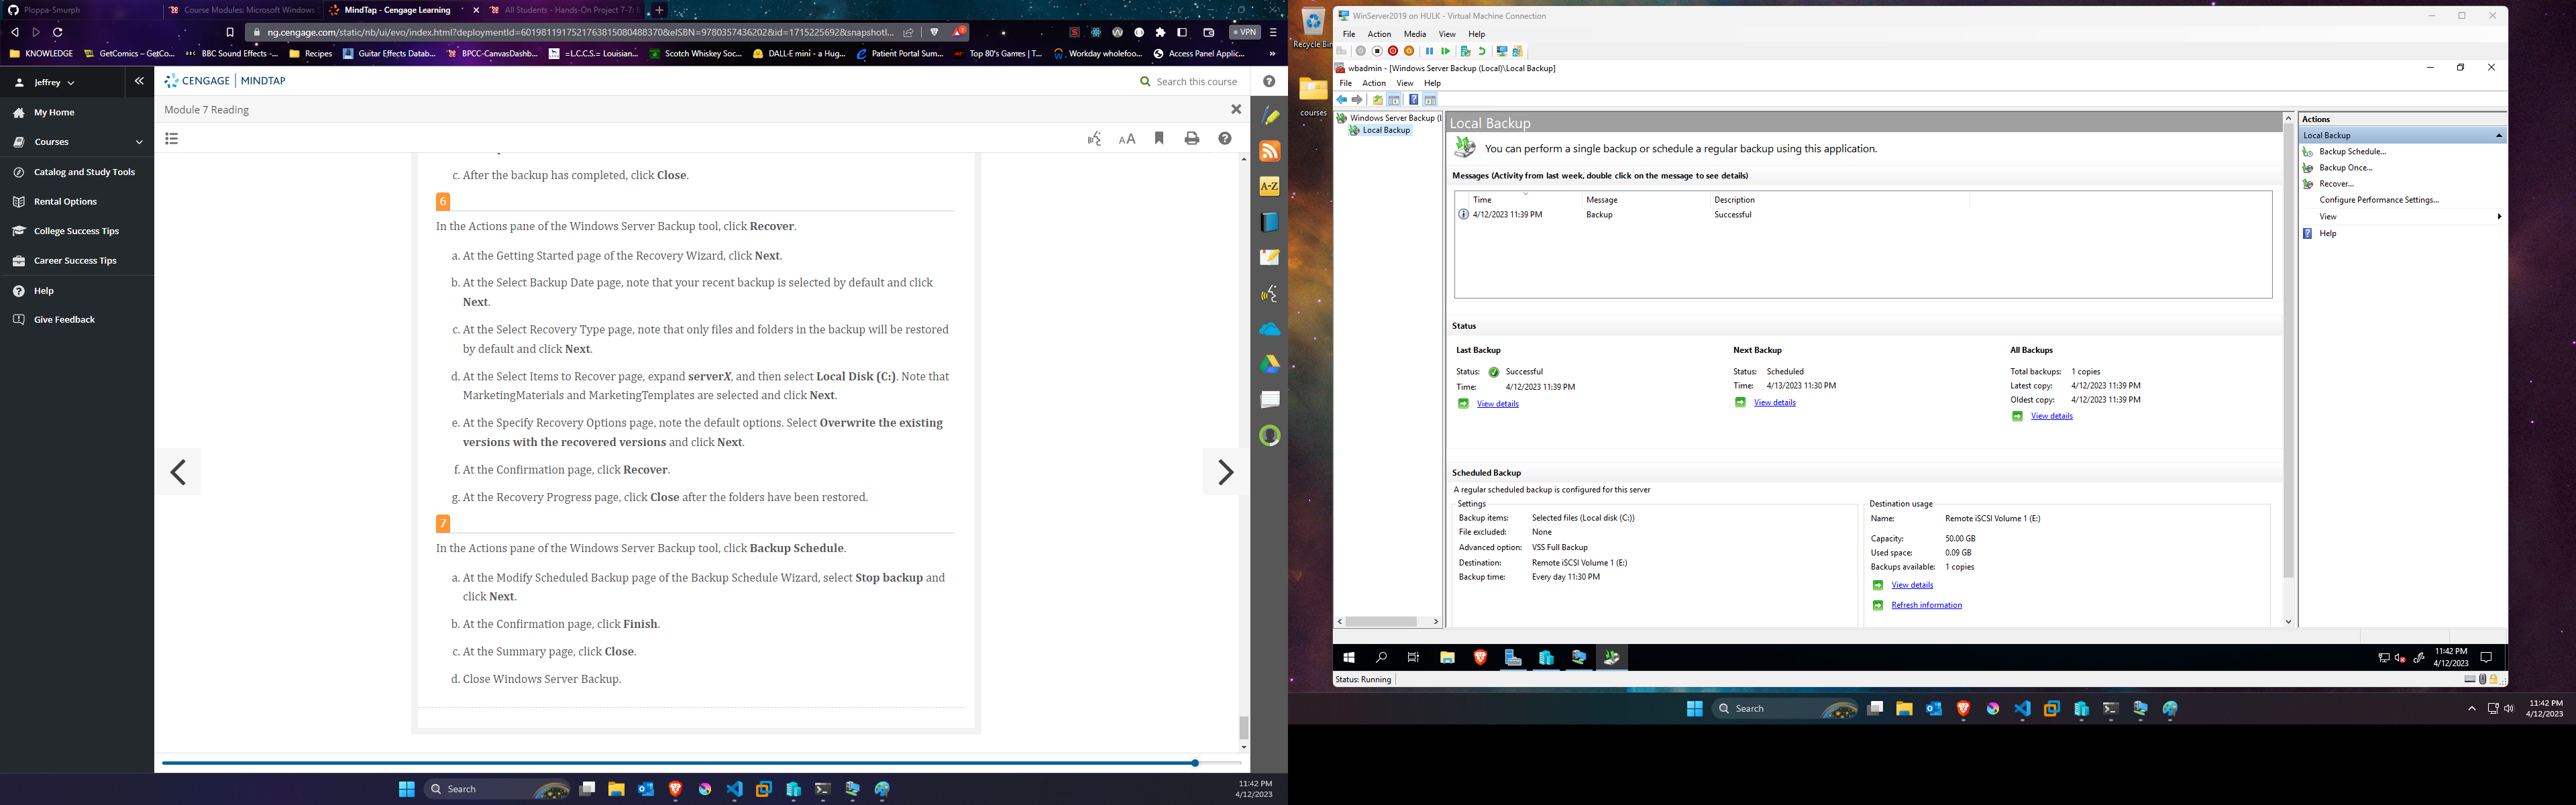 Ploppa-Smurph
Course Modules: Microsoft Windows S
MindTap - Cengage Learning
All Students - Hands-On Project 7-7: E
ng.cengage.com/static/nb/ui/evo/index.html?deploymentId=6019811917521763815080488370&eISBN=9780357436202&id=1715225692&snapshotI...
VPN
KNOWLEDGE
GetComics – GetCo...
BBC Sound Effects -...
Recipes
Guitar Effects Datab...
BPCC-CanvasDashb...
=L.C.C.S.= Louisian...
Scotch Whiskey Soc...
DALL·E mini - a Hug...
Patient Portal Sum...
Top 80's Games | T...
Workday wholefoo...
Access Panel Applic...
Jeffrey
CENGAGE | MINDTAP
Search this course
My Home
Courses
Catalog and Study Tools
Rental Options
College Success Tips
Career Success Tips
Help
Give Feedback
Module 7 Reading
AA
A-Z
c. After the backup has completed, click Close.
6
In the Actions pane of the Windows Server Backup tool, click Recover.
a. At the Getting Started page of the Recovery Wizard, click Next.
b. At the Select Backup Date page, note that your recent backup is selected by default and click
Next.
c. At the Select Recovery Type page, note that only files and folders in the backup will be restored
by default and click Next.
d. At the Select Items to Recover page, expand serverX, and then select Local Disk (C:). Note that
MarketingMaterials and MarketingTemplates are selected and click Next.
e. At the Specify Recovery Options page, note the default options. Select Overwrite the existing
versions with the recovered versions and click Next.
f. At the Confirmation page, click Recover.
g. At the Recovery Progress page, click Close after the folders have been restored.
7
In the Actions pane of the Windows Server Backup tool, click Backup Schedule.
a. At the Modify Scheduled Backup page of the Backup Schedule Wizard, select Stop backup and
click Next.
b. At the Confirmation page, click Finish.
c. At the Summary page, click Close.
d. Close Windows Server Backup.
Search
11:42 PM
4/12/2023
Recycle Bin
courses
WinServer2019 on HULK - Virtual Machine Connection
File Action Media View Help
wbadmin - [Windows Server Backup (Local)\Local Backup]
File Action View Help
Windows Server Backup (L
Local Backup
Local Backup
You can perform a single backup or schedule a regular backup using this application.
Messages (Activity from last week, double click on the message to see details)
Time Message Description
4/12/2023 11:39 PM Backup Successful
Status
Last Backup
Status: Successful
Time: 4/12/2023 11:39 PM
View details
Next Backup
Status: Scheduled
Time: 4/13/2023 11:30 PM
View details
All Backups
Total backups: 1 copies
Latest copy: 4/12/2023 11:39 PM
Oldest copy: 4/12/2023 11:39 PM
View details
Scheduled Backup
A regular scheduled backup is configured for this server
Settings
Backup items: Selected files (Local disk (C:))
File excluded: None
Advanced option: VSS Full Backup
Destination: Remote iSCSI Volume 1 (E:)
Backup time: Every day 11:30 PM
Destination usage
Name: Remote iSCSI Volume 1 (E:)
Capacity: 50.00 GB
Used space: 0.09 GB
Backups available: 1 copies
View details
Refresh information
Actions
Local Backup
Backup Schedule...
Backup Once...
Recover...
Configure Performance Settings...
View
Help
11:42 PM
4/12/2023
Status: Running
Search
11:42 PM
4/12/2023